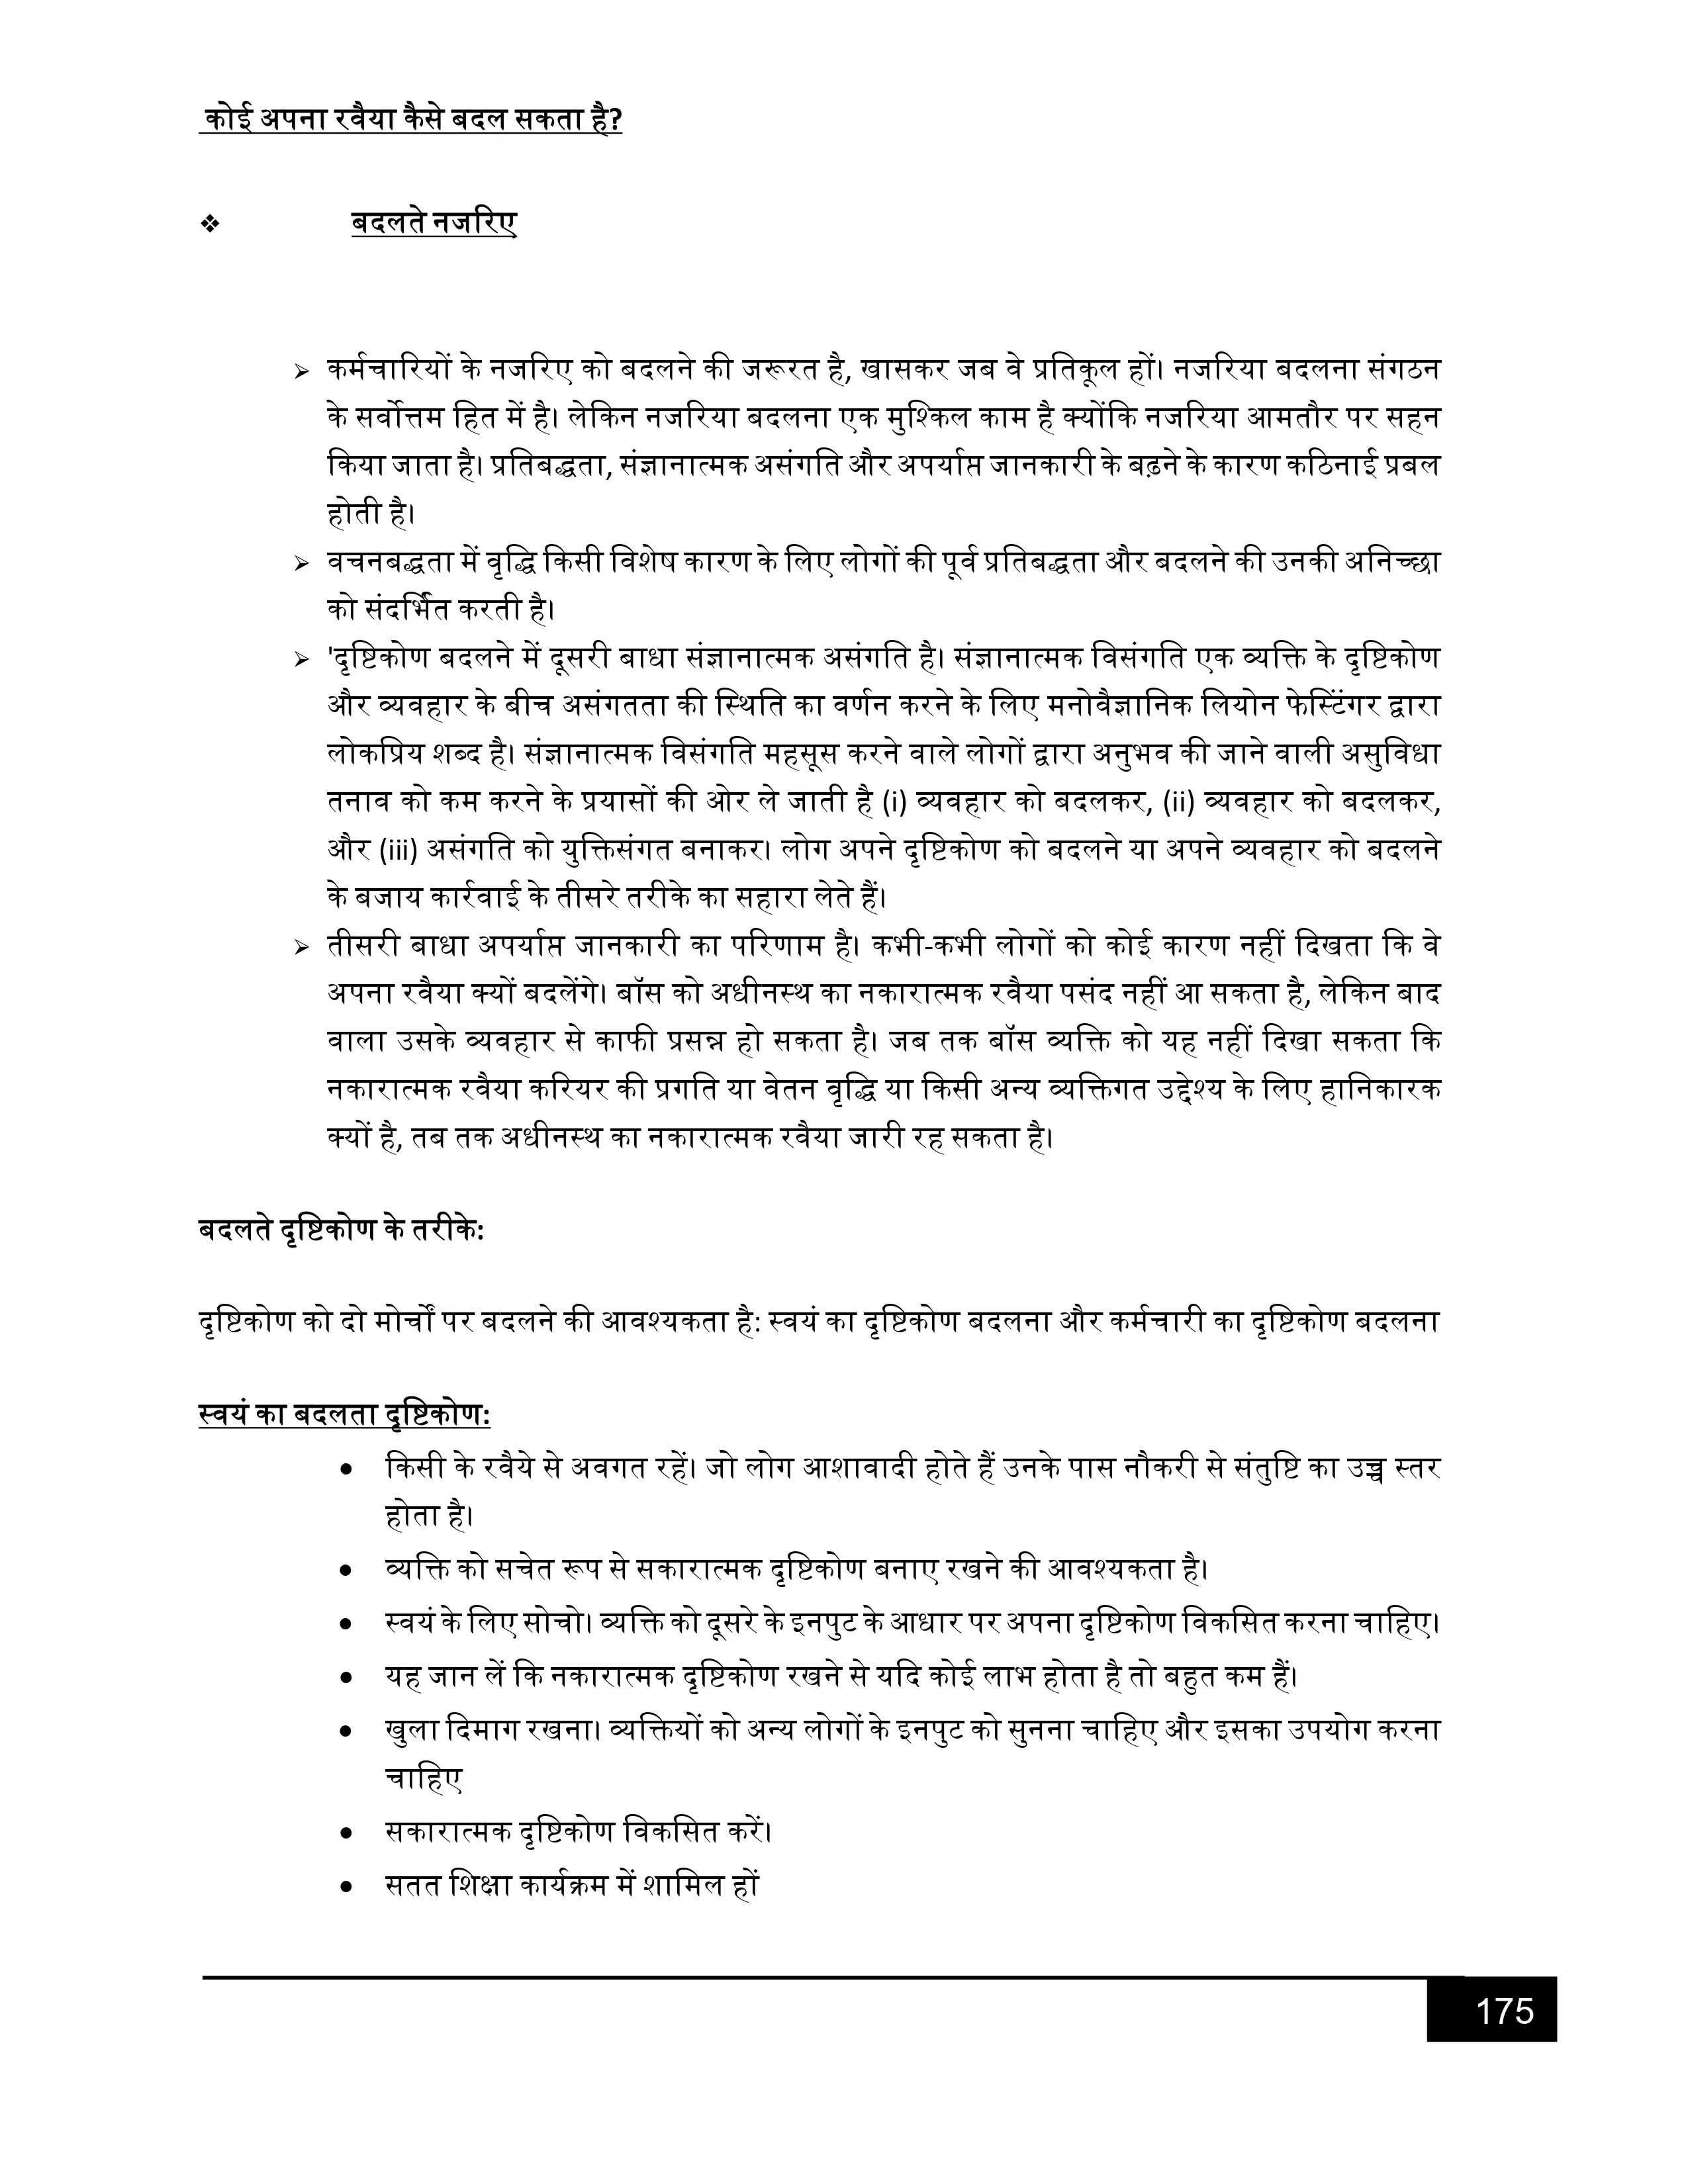 कोई अपना रवैया कैसे बदल सकता है?
❖ बदलते नजरिए
➢ कर्मचारियों के नजरिए को बदलने की जरूरत है, खासकर जब वे प्रतिकूल हों। नजरिया बदलना संगठन
के सर्वोत्तम हित में है। लेकिन नजरिया बदलना एक मुश्किल काम है क्योंकि नजरिया आमतौर पर सहन
किया जाता है। प्रतिबद्धता, संज्ञानात्मक असंगति और अपर्याप्त जानकारी के बढ़ने के कारण कठिनाई प्रबल
होती है।
➢ वचनबद्धता में वृद्धि किसी विशेष कारण के लिए लोगों की पूर्व प्रतिबद्धता और बदलने की उनकी अनिच्छा
को संदर्भित करती है।
➢ 'दृष्टिकोण बदलने में दूसरी बाधा संज्ञानात्मक असंगति है। संज्ञानात्मक विसंगति एक व्यक्ति के दृष्टिकोण
और व्यवहार के बीच असंगतता की स्थिति का वर्णन करने के लिए मनोवैज्ञानिक लियोन फेस्टिंगर द्वारा
लोकप्रिय शब्द है। संज्ञानात्मक विसंगति महसूस करने वाले लोगों द्वारा अनुभव की जाने वाली असुविधा
तनाव को कम करने के प्रयासों की ओर ले जाती है (i) व्यवहार को बदलकर, (ii) व्यवहार को बदलकर,
और (iii) असंगति को युक्तिसंगत बनाकर। लोग अपने दृष्टिकोण को बदलने या अपने व्यवहार को बदलने
के बजाय कार्रवाई के तीसरे तरीके का सहारा लेते हैं।
➢ तीसरी बाधा अपर्याप्त जानकारी का परिणाम है। कभी-कभी लोगों को कोई कारण नहीं दिखता कि वे
अपना रवैया क्यों बदलेंगे। बॉस को अधीनस्थ का नकारात्मक रवैया पसंद नहीं आ सकता है, लेकिन बाद
वाला उसके व्यवहार से काफी प्रसन्न हो सकता है। जब तक बॉस व्यक्ति को यह नहीं दिखा सकता कि
नकारात्मक रवैया करियर की प्रगति या वेतन वृद्धि या किसी अन्य व्यक्तिगत उद्देश्य के लिए हानिकारक
क्यों है, तब तक अधीनस्थ का नकारात्मक रवैया जारी रह सकता है।
बदलते दृष्टिकोण के तरीके:
दृष्टिकोण को दो मोर्चों पर बदलने की आवश्यकता है: स्वयं का दृष्टिकोण बदलना और कर्मचारी का दृष्टिकोण बदलना
स्वयं का बदलता दृष्टिकोण:
• किसी के रवैये से अवगत रहें। जो लोग आशावादी होते हैं उनके पास नौकरी से संतुष्टि का उच्च स्तर
होता है।
• व्यक्ति को सचेत रूप से सकारात्मक दृष्टिकोण बनाए रखने की आवश्यकता है।
• स्वयं के लिए सोचो। व्यक्ति को दूसरे के इनपुट के आधार पर अपना दृष्टिकोण विकसित करना चाहिए।
• यह जान लें कि नकारात्मक दृष्टिकोण रखने से यदि कोई लाभ होता है तो बहुत कम हैं।
• खुला दिमाग रखना। व्यक्तियों को अन्य लोगों के इनपुट को सुनना चाहिए और इसका उपयोग करना
चाहिए
• सकारात्मक दृष्टिकोण विकसित करें।
• सतत शिक्षा कार्यक्रम में शामिल हों
175